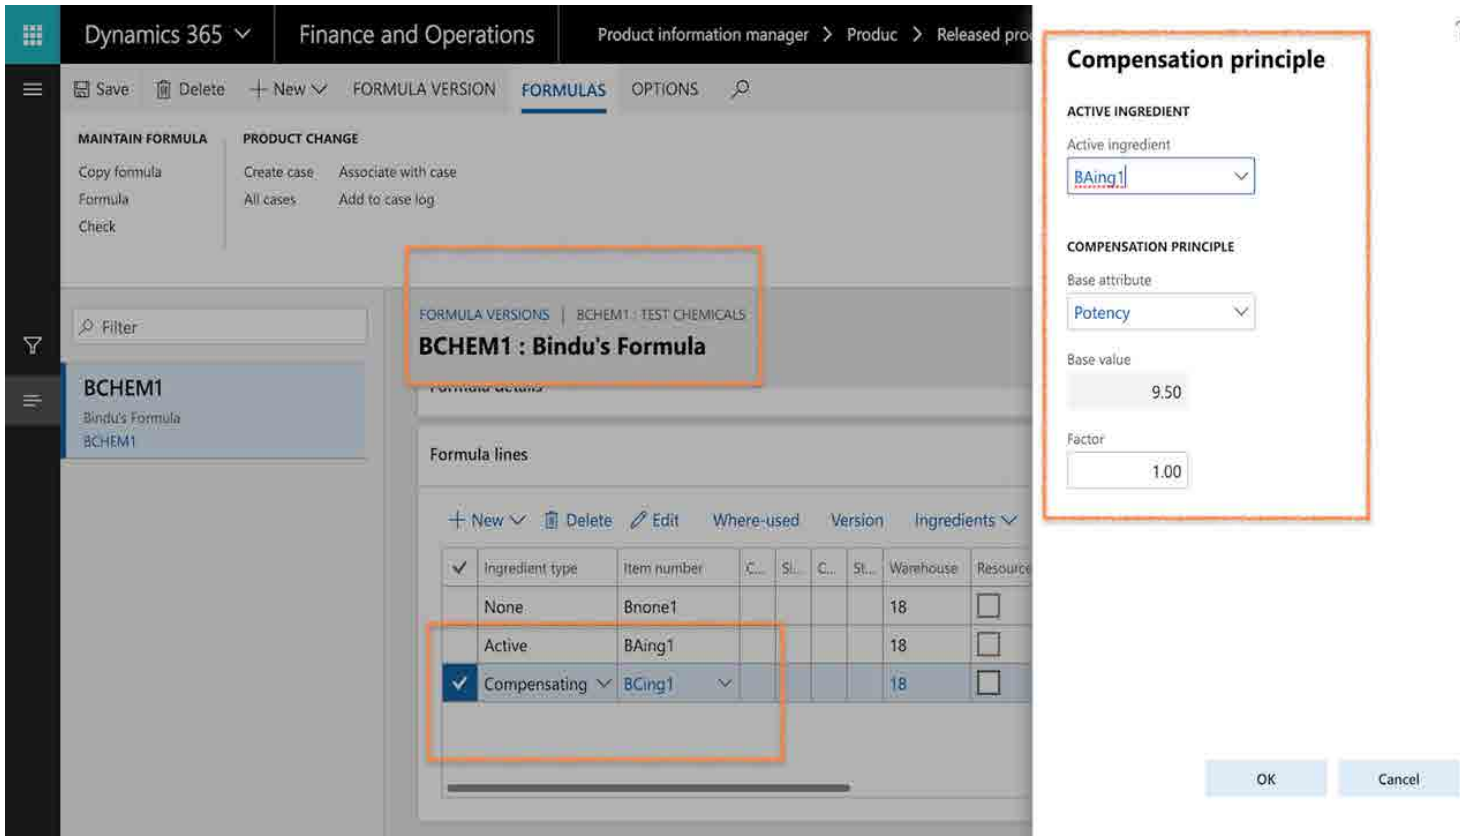 Dynamics 365
Finance and Operations
Product information manager > Produc > Released pro
Save Delete New FORMULA VERSION FORMULAS OPTIONS
MAINTAIN FORMULA
Copy formula
Formula
Check
PRODUCT CHANGE
Create case Associate with case
All cases Add to case log
Filter
BCHEM1
Bindu's Formula
BCHEM1
FORMULA VERSIONS | BCHEM1 : TEST CHEMICALS
BCHEM1 : Bindu's Formula
Formula details
Formula lines
New Delete Edit Where-used Version Ingredients
Ingredient type Item number C... Si... C... St... Warehouse Resource
None Bnone1 18
Active BAing1 18
Compensating BCing1 18
Compensation principle
ACTIVE INGREDIENT
Active ingredient
BAing1
COMPENSATION PRINCIPLE
Base attribute
Potency
Base value
9.50
Factor
1.00
OK Cancel